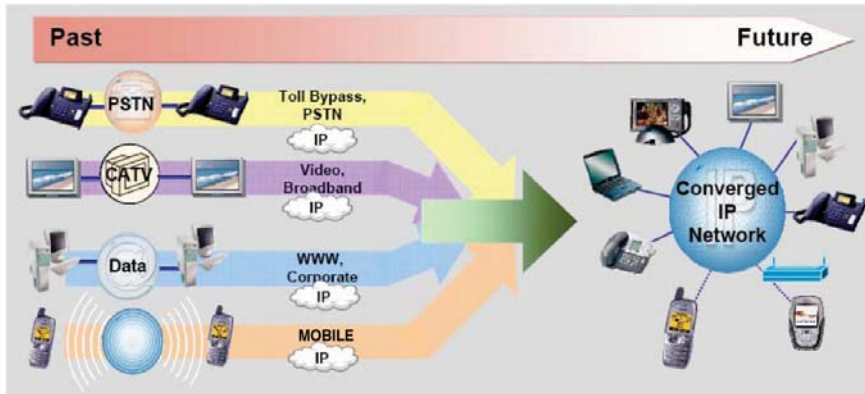 Past
Future
PSTN
Toll Bypass,
PSTN
IP
CATV
Video,
Broadband
IP
Data
WWW,
Corporate
IP
MOBILE
IP
IP
Converged
IP
Network